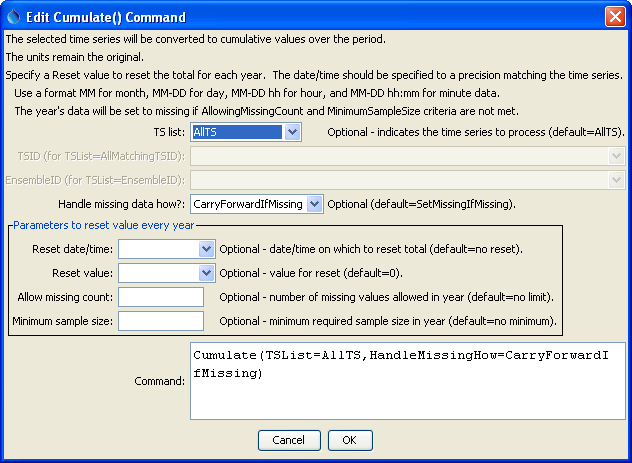 Edit Cumulate() Command
The selected time series will be converted to cumulative values over the period.
The units remain the original.
Specify a Reset value to reset the total for each year.  The date/time should be specified to a precision matching the time series.
Use a format MM for month, MM-DD for day, MM-DD hh for hour, and MM-DD hh:mm for minute data.
The year's data will be set to missing if AllowingMissingCount and MinimumSampleSize criteria are not met.
TS list: AllTS Optional - indicates the time series to process (default=AllTS).
TSID (for TSList=AllMatchingTSID):
EnsembleID (for TSList=EnsembleID):
Handle missing data how?: CarryForwardIfMissing Optional (default=SetMissingIfMissing).
Parameters to reset value every year
Reset date/time: Optional - date/time on which to reset total (default=no reset).
Reset value: Optional - value for reset (default=0).
Allow missing count: Optional - number of missing values allowed in year (default=no limit).
Minimum sample size: Optional - minimum required sample size in year (default=no minimum).
Command: Cumulate(TSList=AllTS,HandleMissingHow=CarryForwardI
fMissing)
Cancel OK